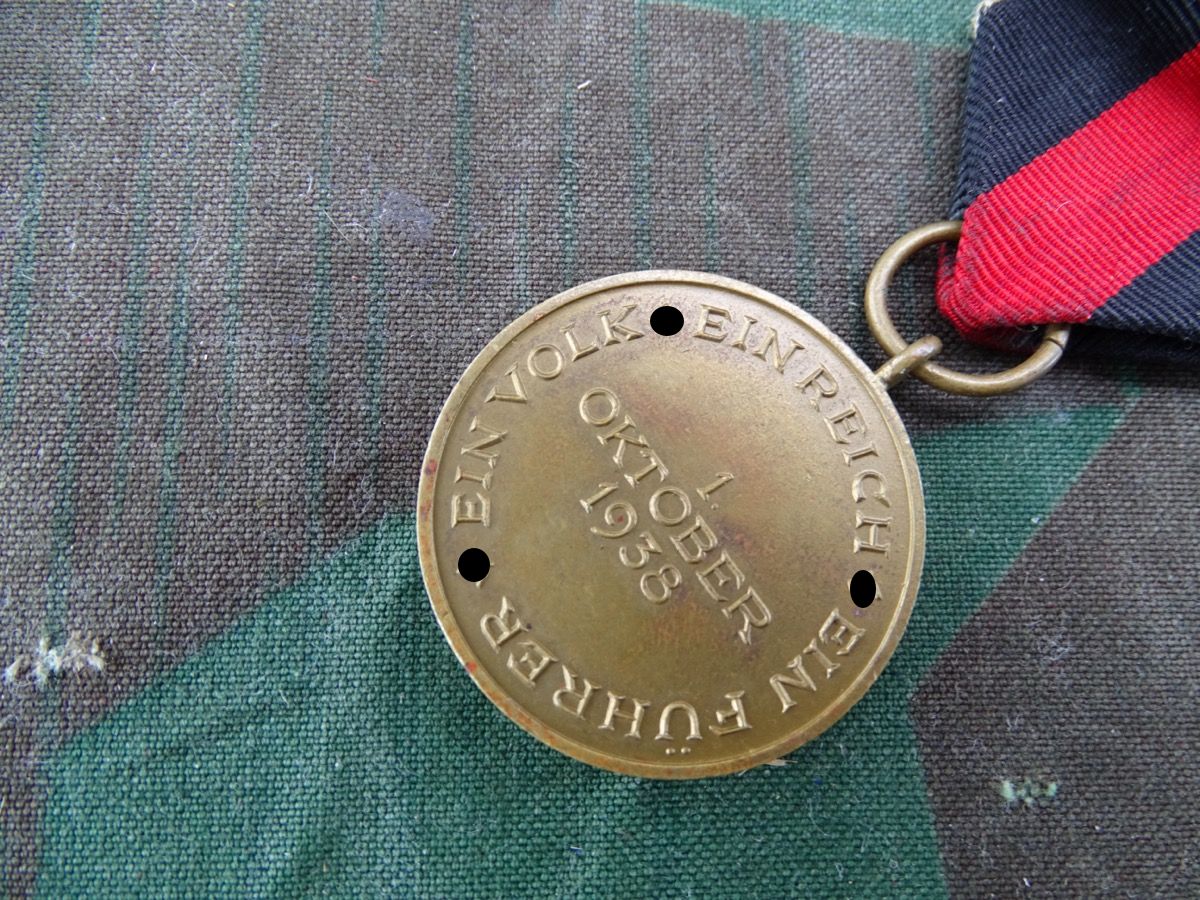 EIN VOLK EIN REICH EIN FÜHRER
1.
OKTOBER
1938